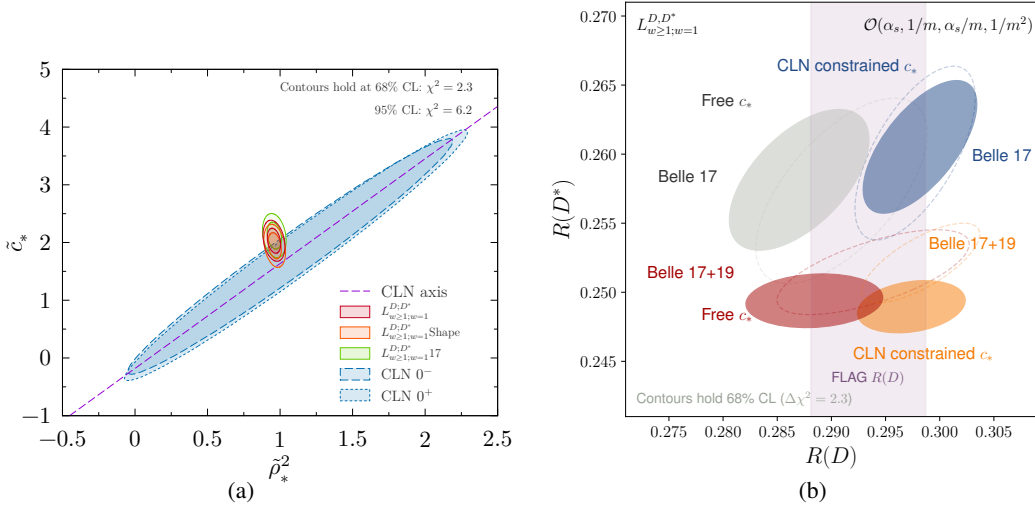 Contours hold at 68% CL: χ² = 2.3
95% CL: χ² = 6.2
5
4
3
2
1
0
−1
c̃*
−0.5
0
0.5
1
1.5
2
2.5
ρ̃²*
CLN axis
L^{D;D*}_{w≥1;w=1}
L^{D;D*}_{w≥1;w=1}Shape
L^{D;D*}_{w≥1;w=1}17
CLN 0⁻
CLN 0⁺
(a)
L^{D,D*}_{w≥1;w=1}
𝒪(αs, 1/m, αs/m, 1/m²)
CLN constrained c*
Free c*
Belle 17
Belle 17
Belle 17+19
Belle 17+19
Free c*
CLN constrained c*
FLAG R(D)
Contours hold 68% CL (Δχ² = 2.3)
0.270
0.265
0.260
0.255
0.250
0.245
R(D*)
0.275
0.280
0.285
0.290
0.295
0.300
0.305
R(D)
(b)